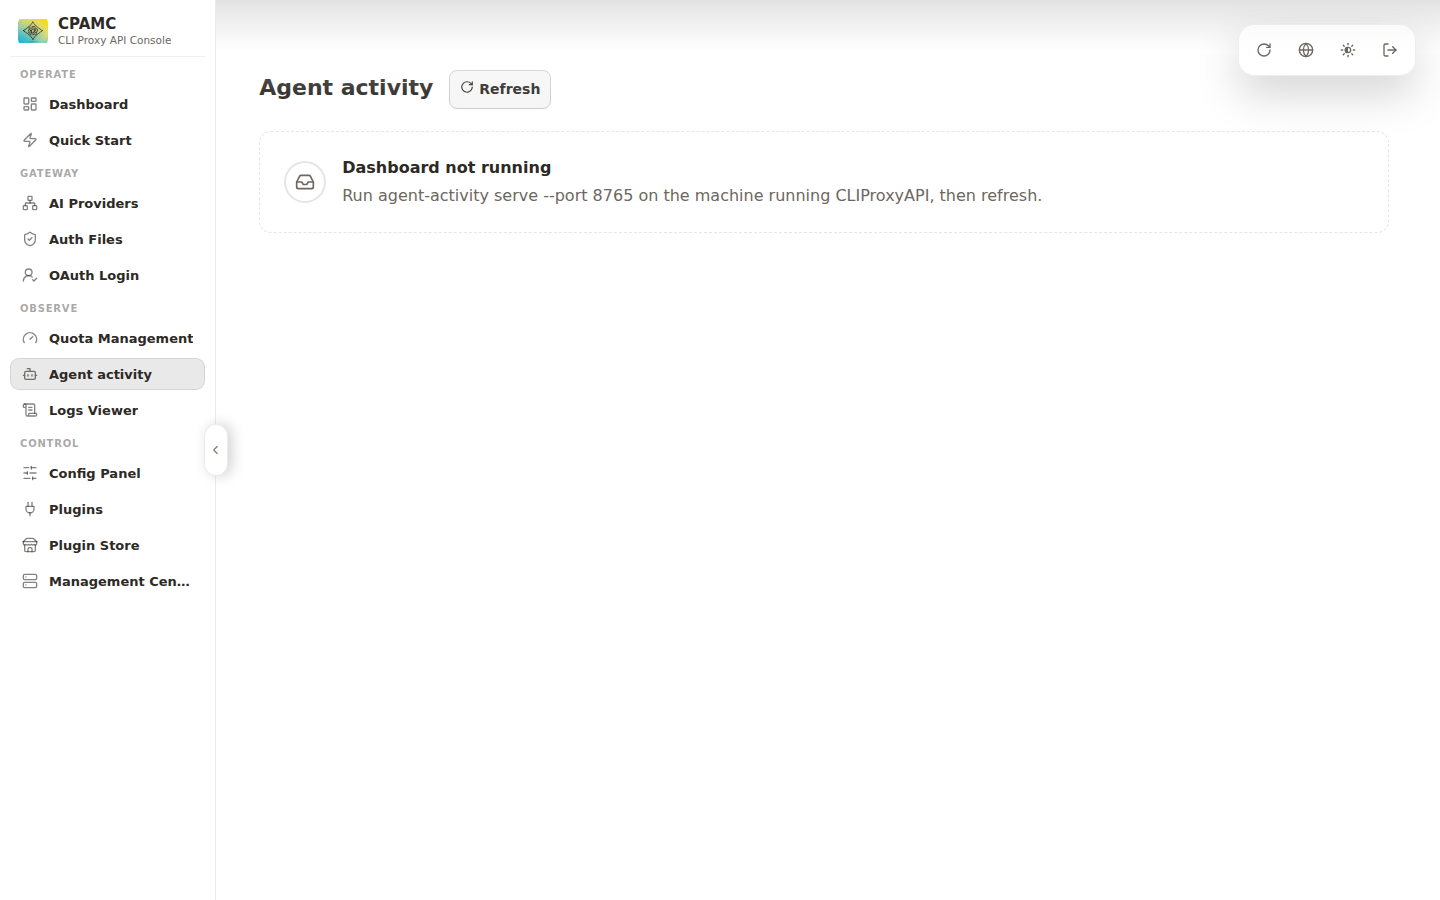 CPAMC
CLI Proxy API Console
OPERATE
Dashboard
Quick Start
GATEWAY
AI Providers
Auth Files
OAuth Login
OBSERVE
Quota Management
Agent activity
Logs Viewer
CONTROL
Config Panel
Plugins
Plugin Store
Management Cen...
Agent activity
Refresh
Dashboard not running
Run agent-activity serve --port 8765 on the machine running CLIProxyAPI, then refresh.